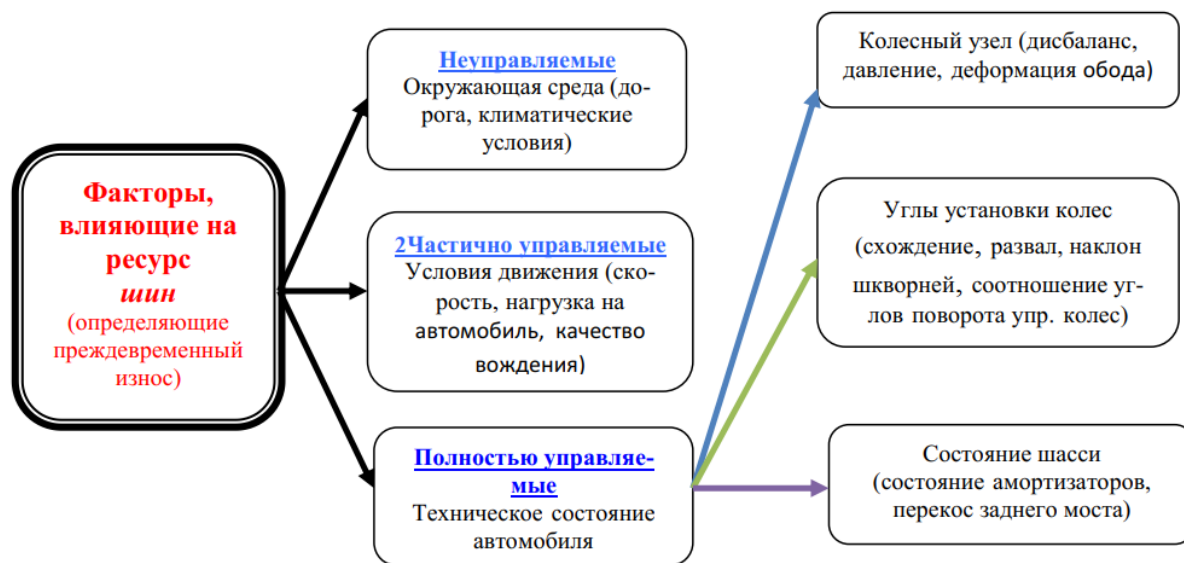 Факторы,
влияющие на
ресурс
шин
(определяющие
преждевременный
износ)
Неуправляемые
Окружающая среда (до-
рога, климатические
условия)
2Частично управляемые
Условия движения (ско-
рость, нагрузка на
автомобиль, качество
вождения)
Полностью управляе-
мые
Техническое состояние
автомобиля
Колесный узел (дисбаланс,
давление, деформация обода)
Углы установки колес
(схождение, развал, наклон
шкворней, соотношение уг-
лов поворота упр. колес)
Состояние шасси
(состояние амортизаторов,
перекос заднего моста)